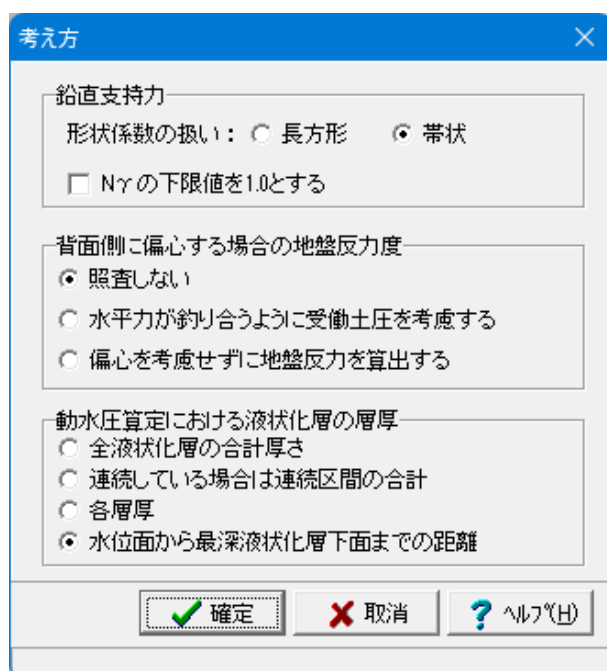 考え方
鉛直支持力
形状係数の扱い： 長方形 帯状
Nγの下限値を1.0とする
背面側に偏心する場合の地盤反力度
照査しない
水平力が釣り合うように受働土圧を考慮する
偏心を考慮せずに地盤反力を算出する
動水圧算定における液状化層の層厚
全液状化層の合計厚さ
連続している場合は連続区間の合計
各層厚
水位面から最深液状化層下面までの距離
確定 取消 ヘルプ(H)